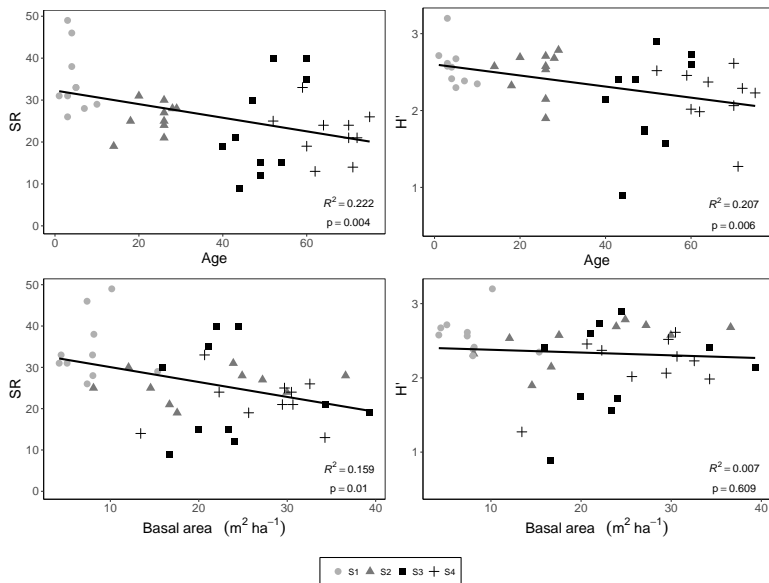 50
40
30
20
10
0
SR
0
20
40
60
Age
R² = 0.222
p = 0.004
3
2
1
H'
0
20
40
60
Age
R² = 0.207
p = 0.006
50
40
30
20
10
0
SR
10
20
30
40
Basal area (m² ha⁻¹)
R² = 0.159
p = 0.01
3
2
1
H'
10
20
30
40
Basal area (m² ha⁻¹)
R² = 0.007
p = 0.609
S1 S2 S3 S4